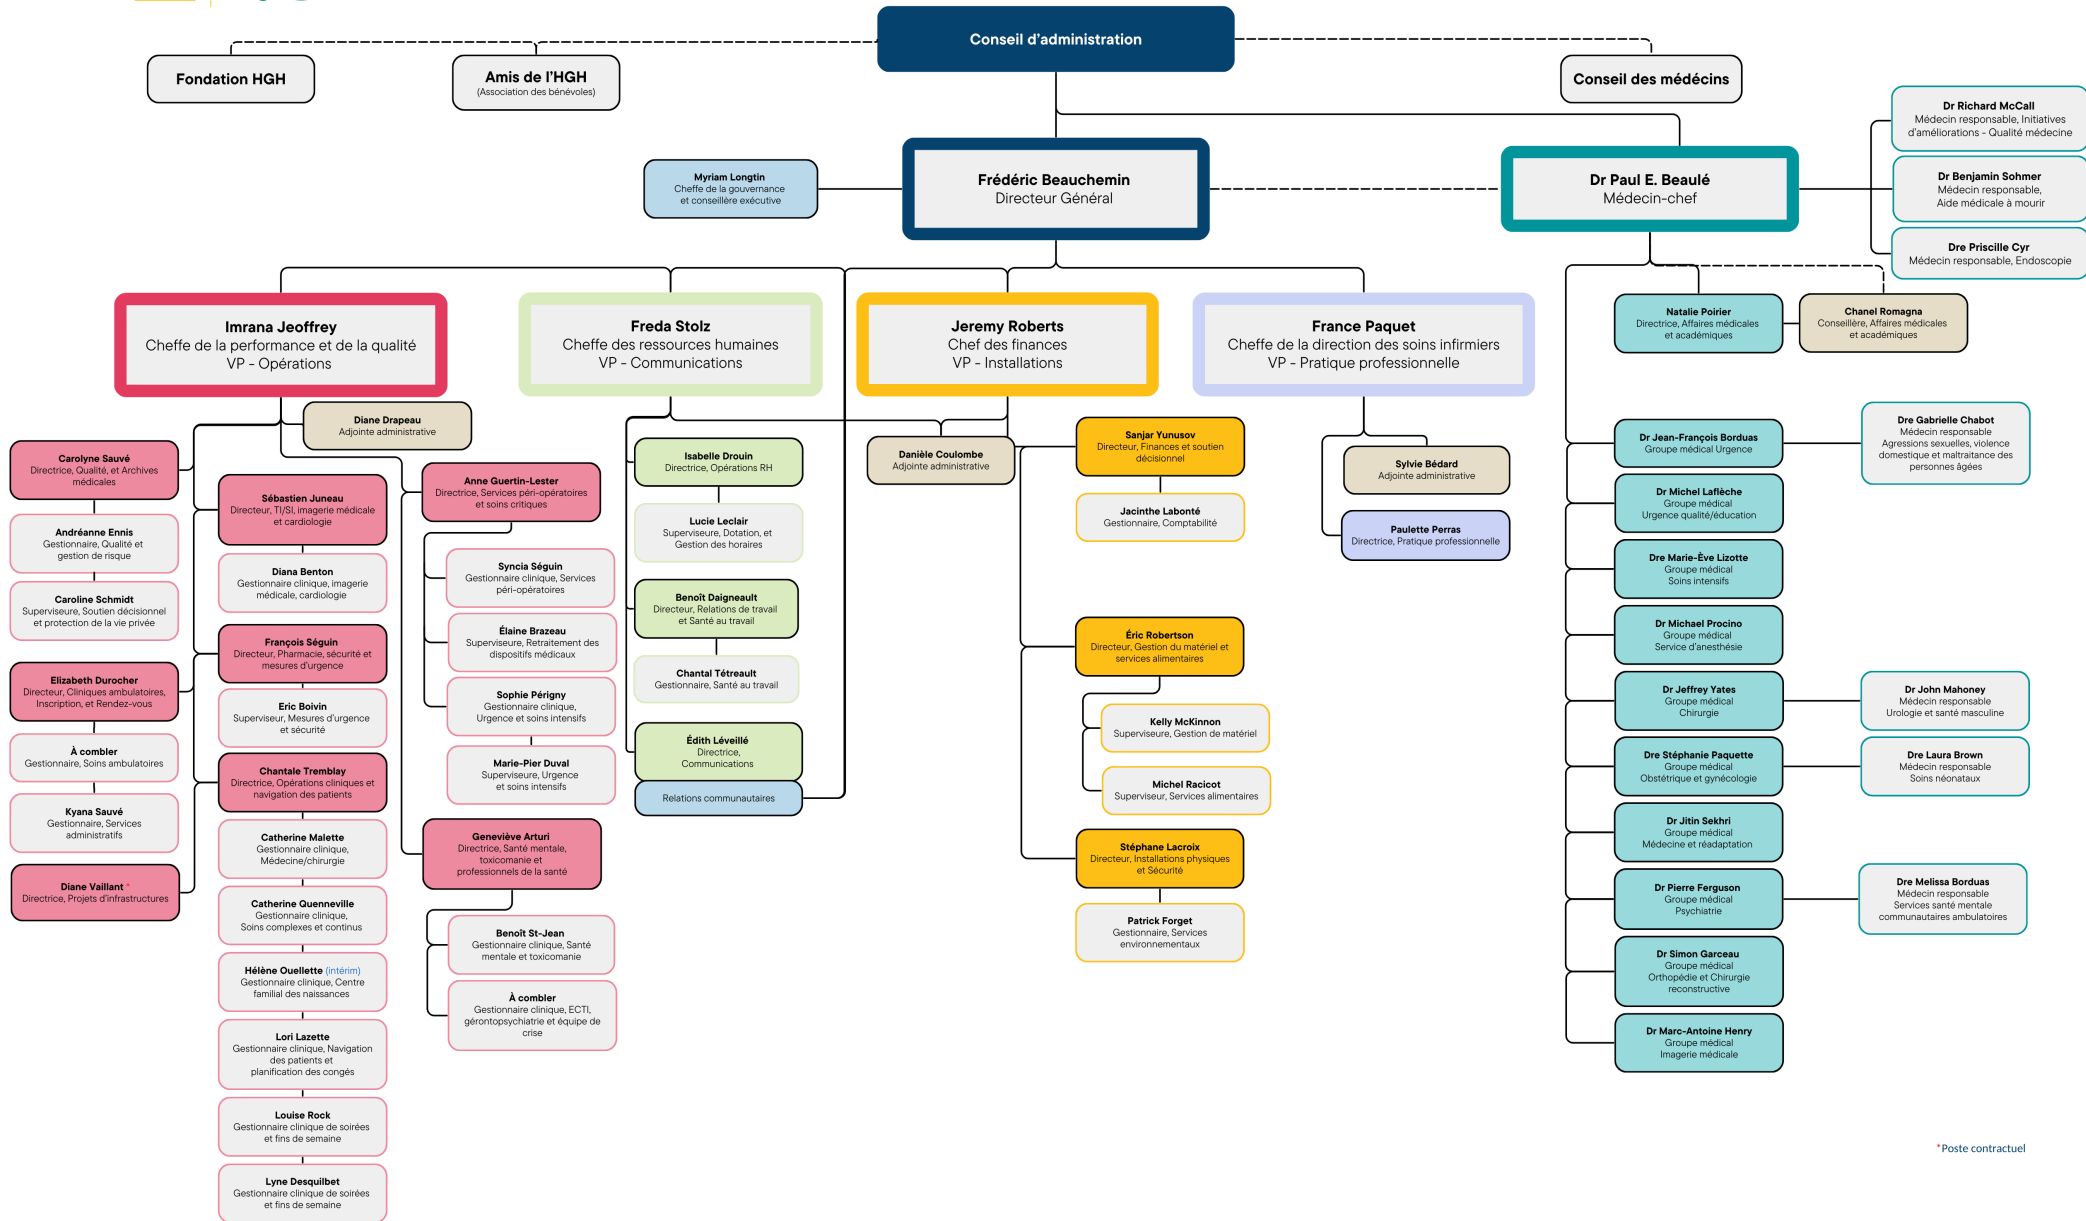 Conseil d'administration
Fondation HGH
Amis de l'HGH
(Association des bénévoles)
Conseil des médécins
Dr Richard McCall
Médecin responsable, Initiatives
d'améliorations - Qualité médecine
Dr Benjamin Sohmer
Médecin responsable,
Aide médicale à mourir
Dre Priscille Cyr
Médecin responsable, Endoscopie
Myriam Longtin
Cheffe de la gouvernance
et conseillère exécutive
Frédéric Beauchemin
Directeur Général
Dr Paul E. Beaulé
Médecin-chef
Imrana Jeoffrey
Cheffe de la performance et de la qualité
VP - Opérations
Freda Stolz
Cheffe des ressources humaines
VP - Communications
Jeremy Roberts
Chef des finances
VP - Installations
France Paquet
Cheffe de la direction des soins infirmiers
VP - Pratique professionnelle
Natalie Poirier
Directrice, Affaires médicales
et académiques
Chanel Romagna
Conseillère, Affaires médicales
et académiques
Diane Drapeau
Adjointe administrative
Carolyne Sauvé
Directrice, Qualité, et Archives
médicales
Andréanne Ennis
Gestionnaire, Qualité et
gestion de risque
Caroline Schmidt
Superviseure, Soutien décisionnel
et protection de la vie privée
Elizabeth Durocher
Directeur, Cliniques ambulatoires,
Inscription, et Rendez-vous
À combler
Gestionnaire, Soins ambulatoires
Kyana Sauvé
Gestionnaire, Services
administratifs
Diane Vaillant *
Directrice, Projets d'infrastructures
Sébastien Juneau
Directeur, TI/SI, imagerie médicale
et cardiologie
Diana Benton
Gestionnaire clinique, imagerie
médicale, cardiologie
François Séguin
Directeur, Pharmacie, sécurité et
mesures d'urgence
Eric Boivin
Superviseur, Mesures d'urgence
et sécurité
Chantale Tremblay
Directrice, Opérations cliniques et
navigation des patients
Catherine Malette
Gestionnaire clinique,
Médecine/chirurgie
Catherine Quenneville
Gestionnaire clinique,
Soins complexes et continus
Hélène Ouellette (intérim)
Gestionnaire clinique, Centre
familial des naissances
Lori Lazette
Gestionnaire clinique, Navigation
des patients et
planification des congés
Louise Rock
Gestionnaire clinique de soirées
et fins de semaine
Lyne Desquilbet
Gestionnaire clinique de soirées
et fins de semaine
Anne Guertin-Lester
Directrice, Services péri-opératoires
et soins critiques
Syncia Séguin
Gestionnaire clinique, Services
péri-opératoires
Élaine Brazeau
Superviseure, Retraitement des
dispositifs médicaux
Sophie Périgny
Gestionnaire clinique,
Urgence et soins intensifs
Marie-Pier Duval
Superviseure, Urgence
et soins intensifs
Geneviève Arturi
Directrice, Santé mentale,
toxicomanie et
professionnels de la santé
Benoît St-Jean
Gestionnaire clinique, Santé
mentale et toxicomanie
À combler
Gestionnaire clinique, ECTI,
gérontopsychiatrie et équipe de
crise
Isabelle Drouin
Directrice, Opérations RH
Lucie Leclair
Superviseure, Dotation, et
Gestion des horaires
Benoît Daigneault
Directeur, Relations de travail
et Santé au travail
Chantal Tétreault
Gestionnaire, Santé au travail
Édith Léveillé
Directrice,
Communications
Relations communautaires
Danièle Coulombe
Adjointe administrative
Sanjar Yunusov
Directeur, Finances et soutien
décisionnel
Jacinthe Labonté
Gestionnaire, Comptabilité
Éric Robertson
Directeur, Gestion du matériel et
services alimentaires
Kelly McKinnon
Superviseure, Gestion de matériel
Michel Racicot
Superviseur, Services alimentaires
Stéphane Lacroix
Directeur, Installations physiques
et Sécurité
Patrick Forget
Gestionnaire, Services
environnementaux
Sylvie Bédard
Adjointe administrative
Paulette Perras
Directrice, Pratique professionnelle
Dr Jean-François Borduas
Groupe médical Urgence
Dre Gabrielle Chabot
Médecin responsable
Agressions sexuelles, violence
domestique et maltraitance des
personnes âgées
Dr Michel Laflèche
Groupe médical
Urgence qualité/éducation
Dre Marie-Ève Lizotte
Groupe médical
Soins intensifs
Dr Michael Procino
Groupe médical
Service d'anesthésie
Dr Jeffrey Yates
Groupe médical
Chirurgie
Dr John Mahoney
Médecin responsable
Urologie et santé masculine
Dre Stéphanie Paquette
Groupe médical
Obstétrique et gynécologie
Dre Laura Brown
Médecin responsable
Soins néonataux
Dr Jitin Sekhri
Groupe médical
Médecine et réadaptation
Dr Pierre Ferguson
Groupe médical
Psychiatrie
Dre Melissa Borduas
Médecin responsable
Services santé mentale
communautaires ambulatoires
Dr Simon Garceau
Groupe médical
Orthopédie et Chirurgie
reconstructive
Dr Marc-Antoine Henry
Groupe médical
Imagerie médicale
*Poste contractuel